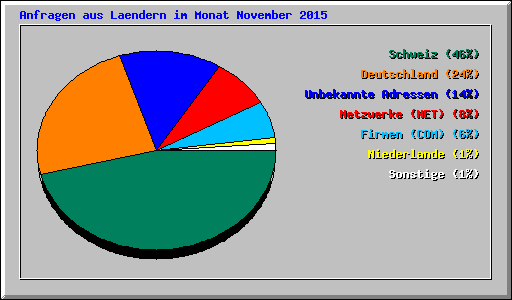 Anfragen aus Laendern im Monat November 2015
Schweiz (46%)
Deutschland (24%)
Unbekannte Adressen (14%)
Netzwerke (NET) (8%)
Firmen (COM) (6%)
Niederlande (1%)
Sonstige (1%)